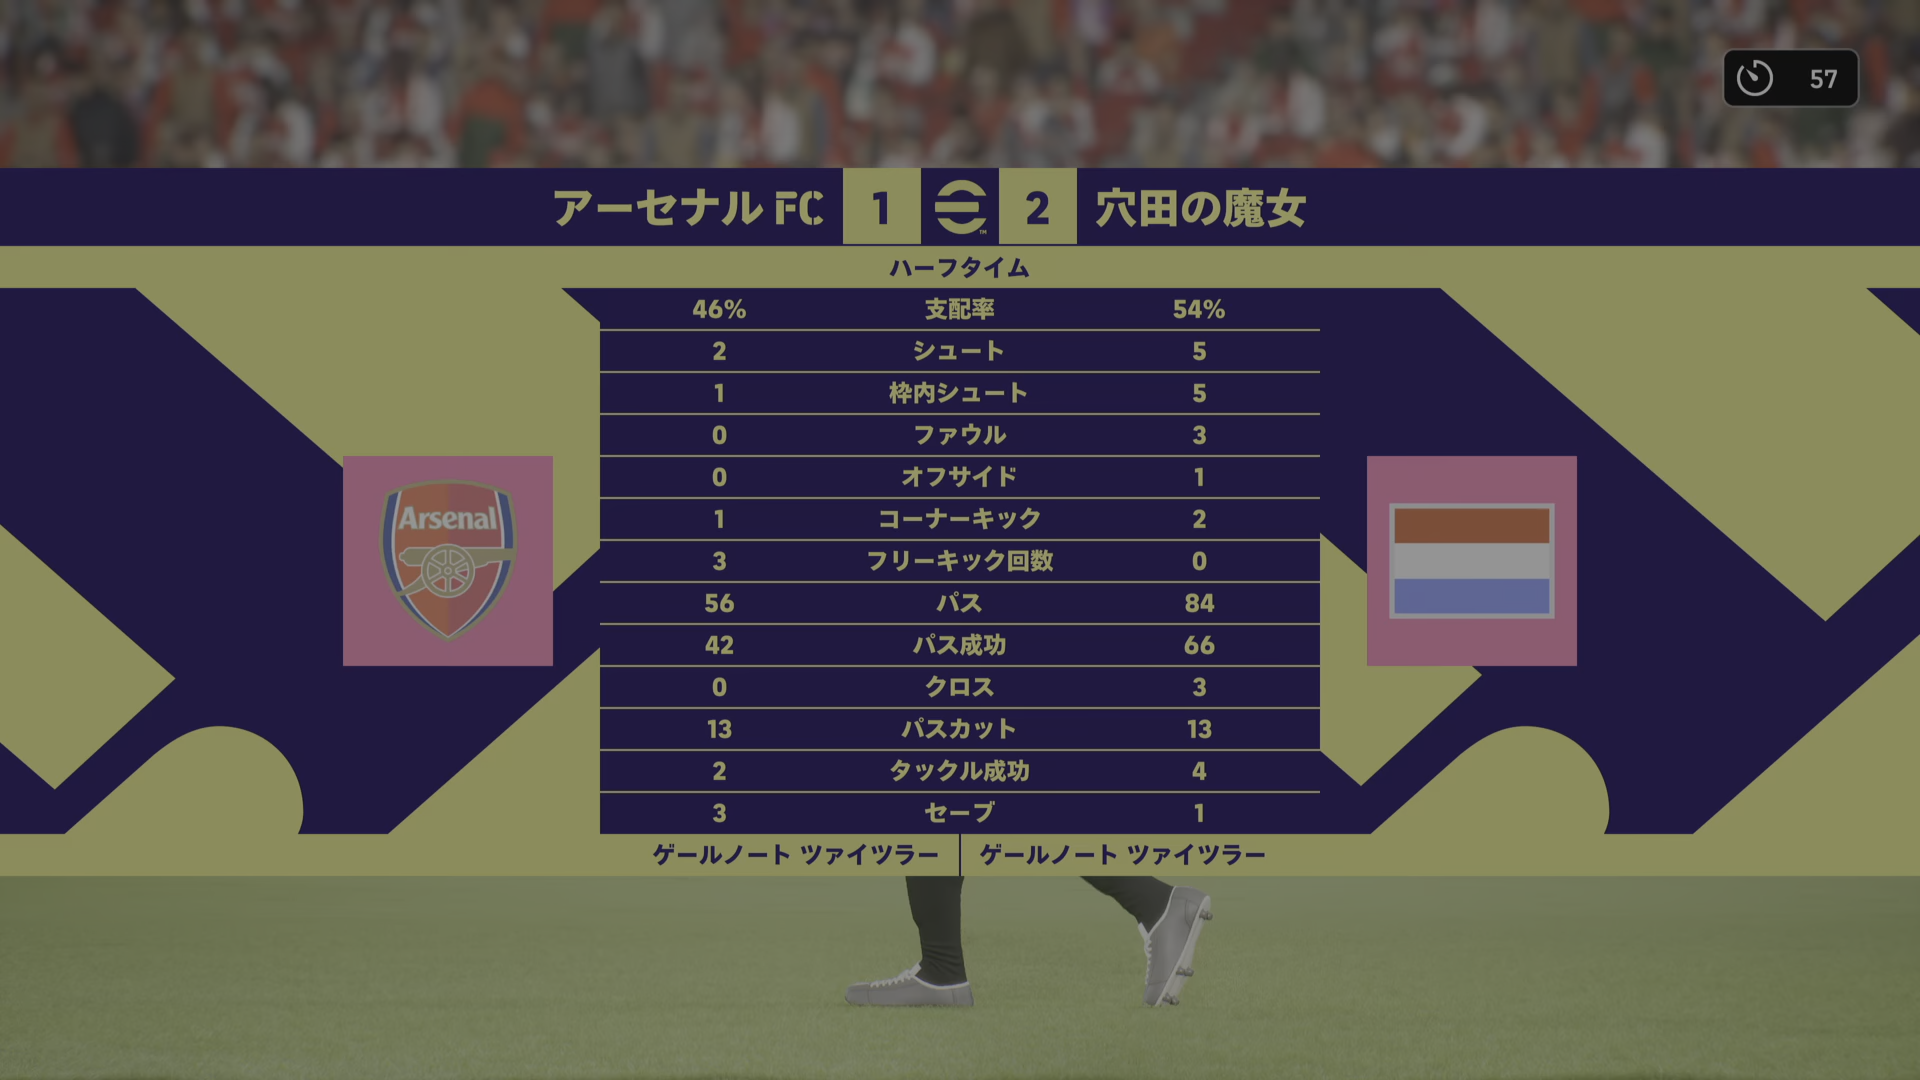 57
アーセナル FC 1 2 穴田の魔女
TM
ハーフタイム
46% 支配率 54%
2 シュート 5
1 枠内シュート 5
0 ファウル 3
0 オフサイド 1
1 コーナーキック 2
3 フリーキック回数 0
56 パス 84
42 パス成功 66
0 クロス 3
13 パスカット 13
2 タックル成功 4
3 セーブ 1
Arsenal
ゲールノート ツァイツラー ゲールノート ツァイツラー